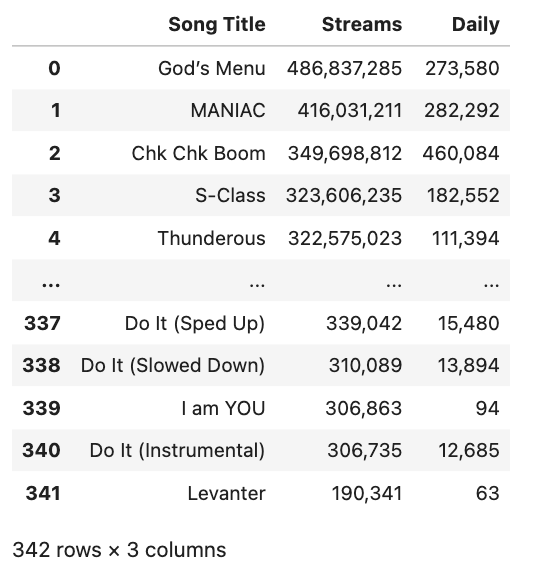 Song Title Streams Daily
0 God’s Menu 486,837,285 273,580
1 MANIAC 416,031,211 282,292
2 Chk Chk Boom 349,698,812 460,084
3 S-Class 323,606,235 182,552
4 Thunderous 322,575,023 111,394
... ... ... ...
337 Do It (Sped Up) 339,042 15,480
338 Do It (Slowed Down) 310,089 13,894
339 I am YOU 306,863 94
340 Do It (Instrumental) 306,735 12,685
341 Levanter 190,341 63
342 rows × 3 columns